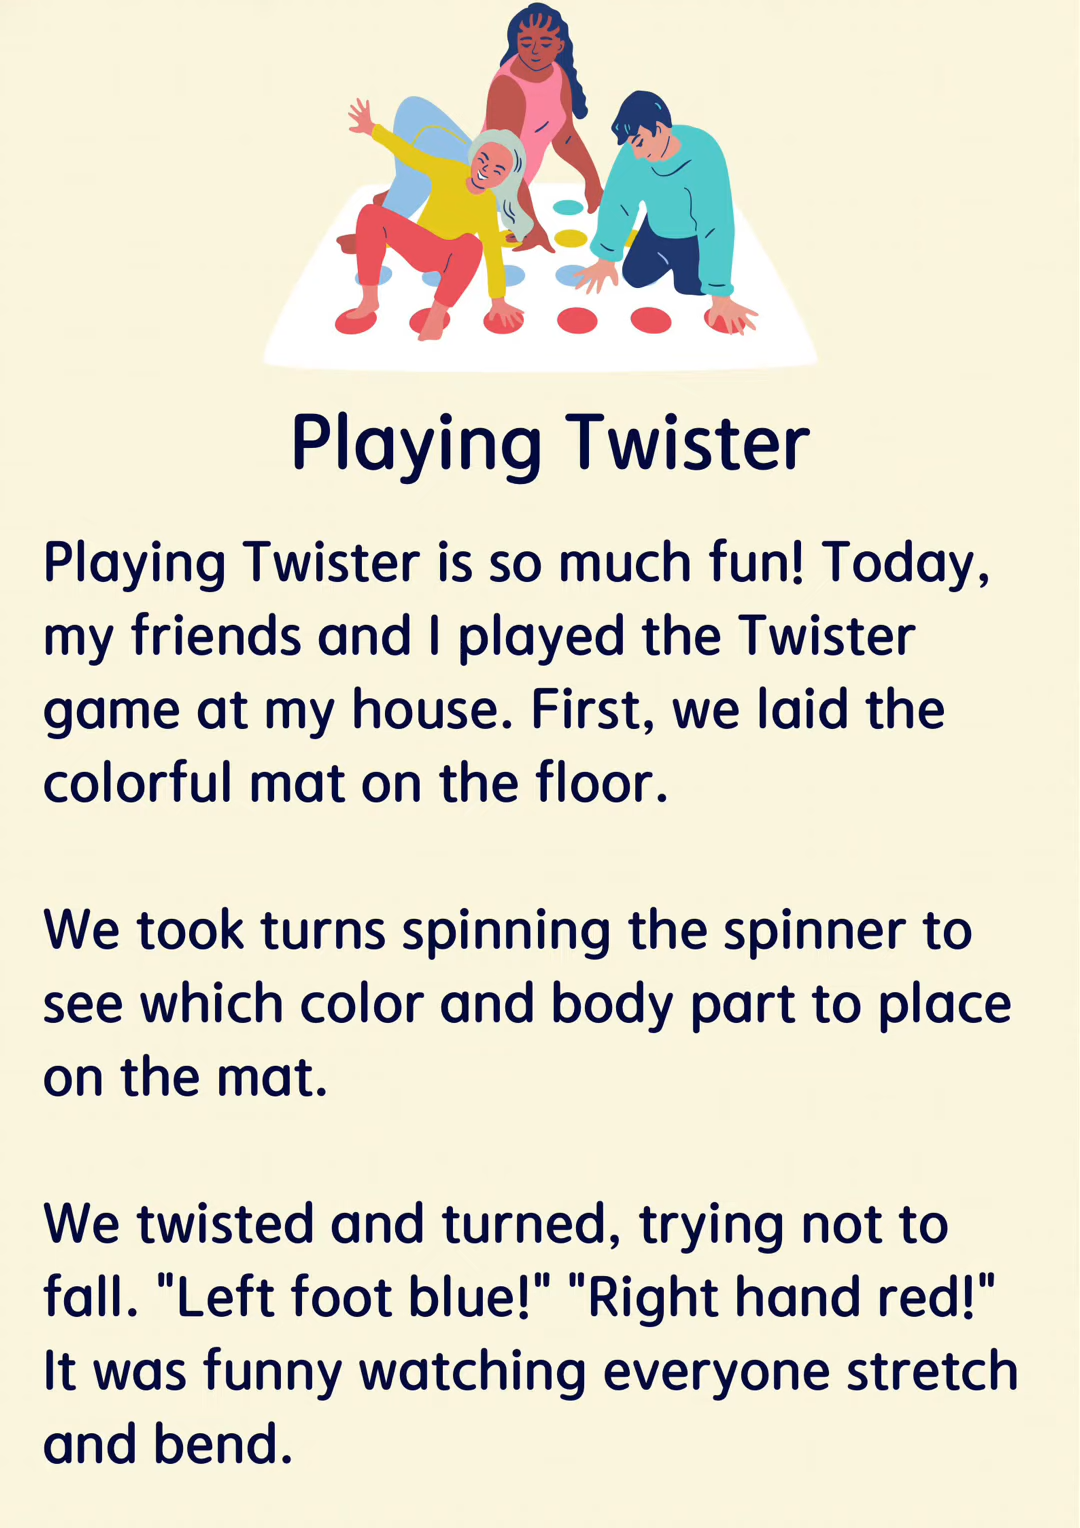 Playing Twister
Playing Twister is so much fun! Today,
my friends and I played the Twister
game at my house. First, we laid the
colorful mat on the floor.
We took turns spinning the spinner to
see which color and body part to place
on the mat.
We twisted and turned, trying not to
fall. "Left foot blue!" "Right hand red!"
It was funny watching everyone stretch
and bend.